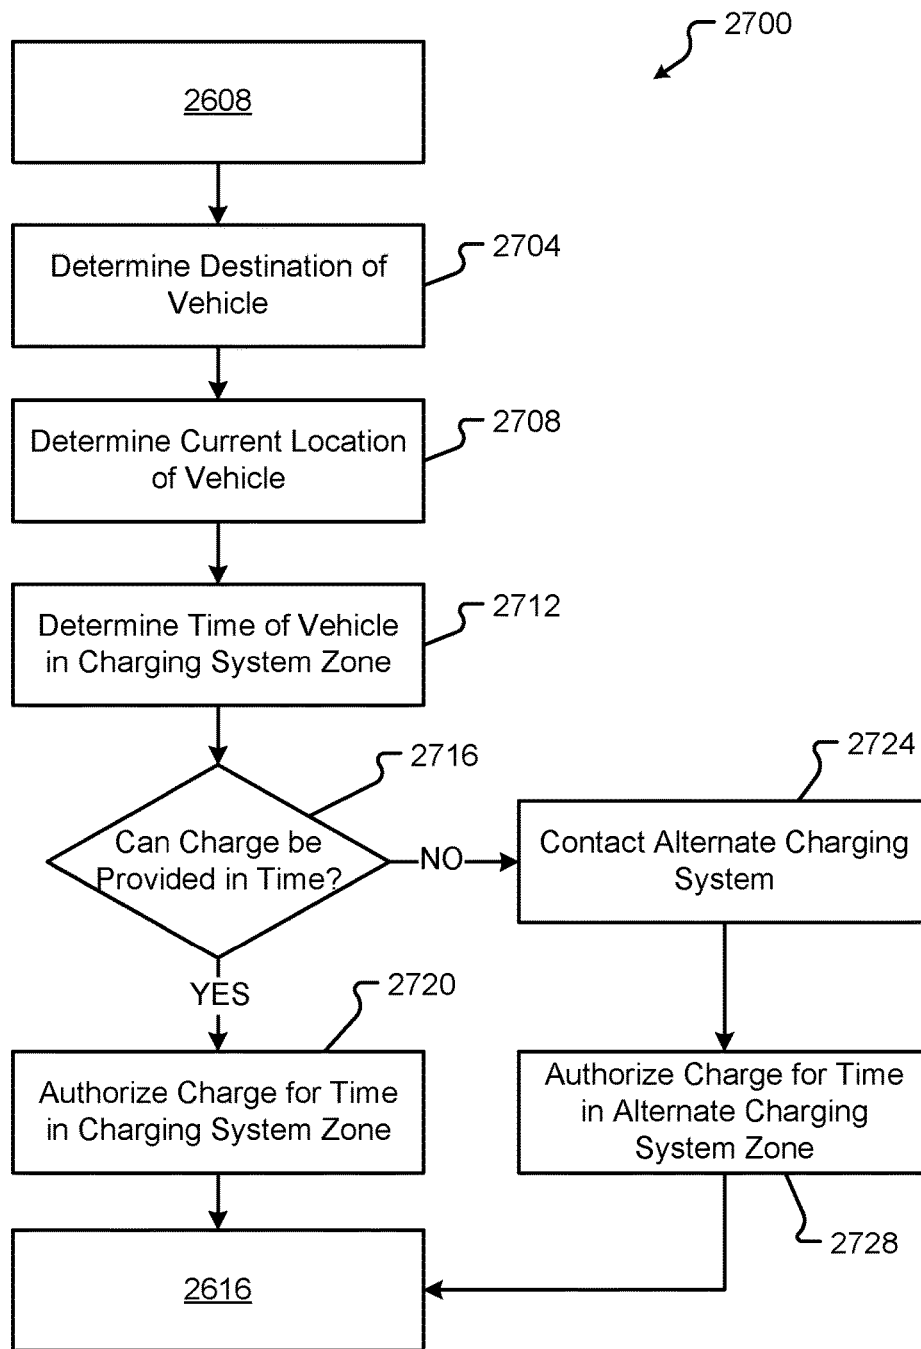 2700
2608
2704
Determine Destination of
Vehicle
2708
Determine Current Location
of Vehicle
2712
Determine Time of Vehicle
in Charging System Zone
2716
Can Charge be
Provided in Time?
NO
2724
Contact Alternate Charging
System
YES
2720
Authorize Charge for Time
in Charging System Zone
Authorize Charge for Time
in Alternate Charging
System Zone
2728
2616